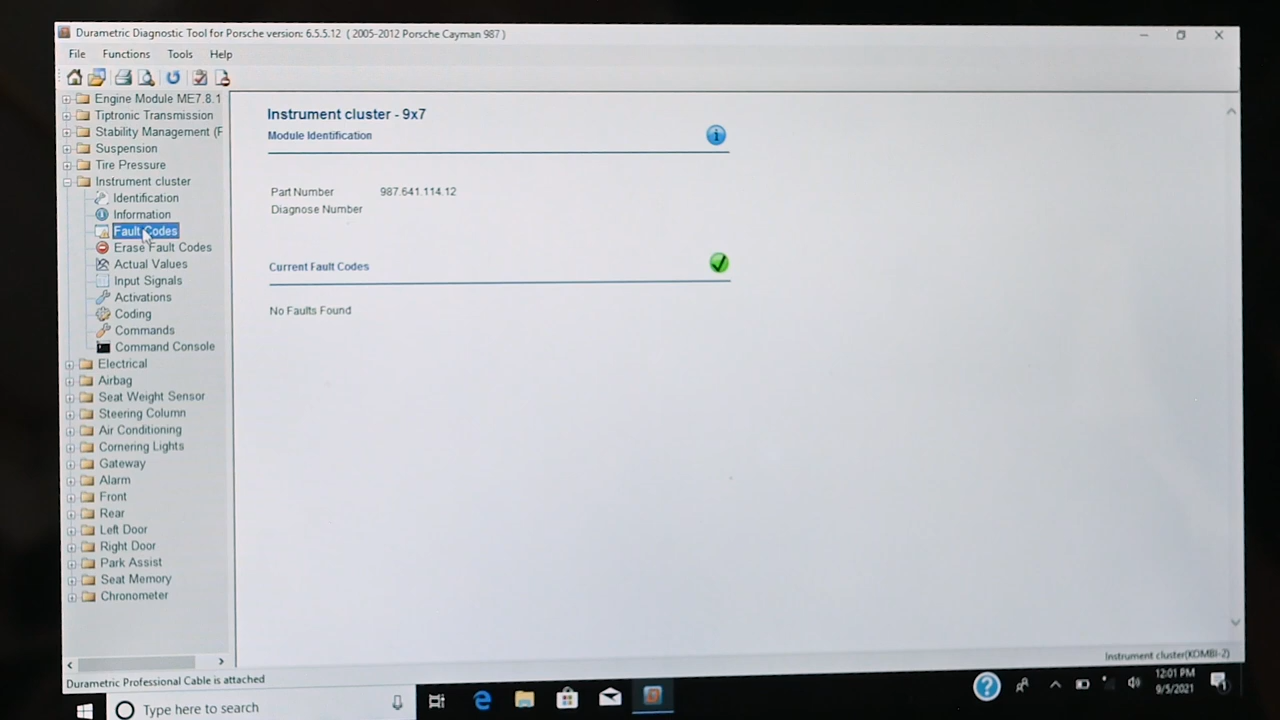 Durametric Diagnostic Tool for Porsche version: 6.5.5.12 ( 2005-2012 Porsche Cayman 987 )
File Functions Tools Help
Engine Module ME7.8.1
Tiptronic Transmission
Stability Management (F
Suspension
Tire Pressure
Instrument cluster
Identification
Information
Fault Codes
Erase Fault Codes
Actual Values
Input Signals
Activations
Coding
Commands
Command Console
Electrical
Airbag
Seat Weight Sensor
Steering Column
Air Conditioning
Cornering Lights
Gateway
Alarm
Front
Rear
Left Door
Right Door
Park Assist
Seat Memory
Chronometer
Instrument cluster - 9x7
Module Identification
Part Number 987.641.114.12
Diagnose Number
Current Fault Codes
No Faults Found
Instrument cluster(KOMBI-2)
Durametric Professional Cable is attached
Type here to search
12:01 PM
9/5/2021